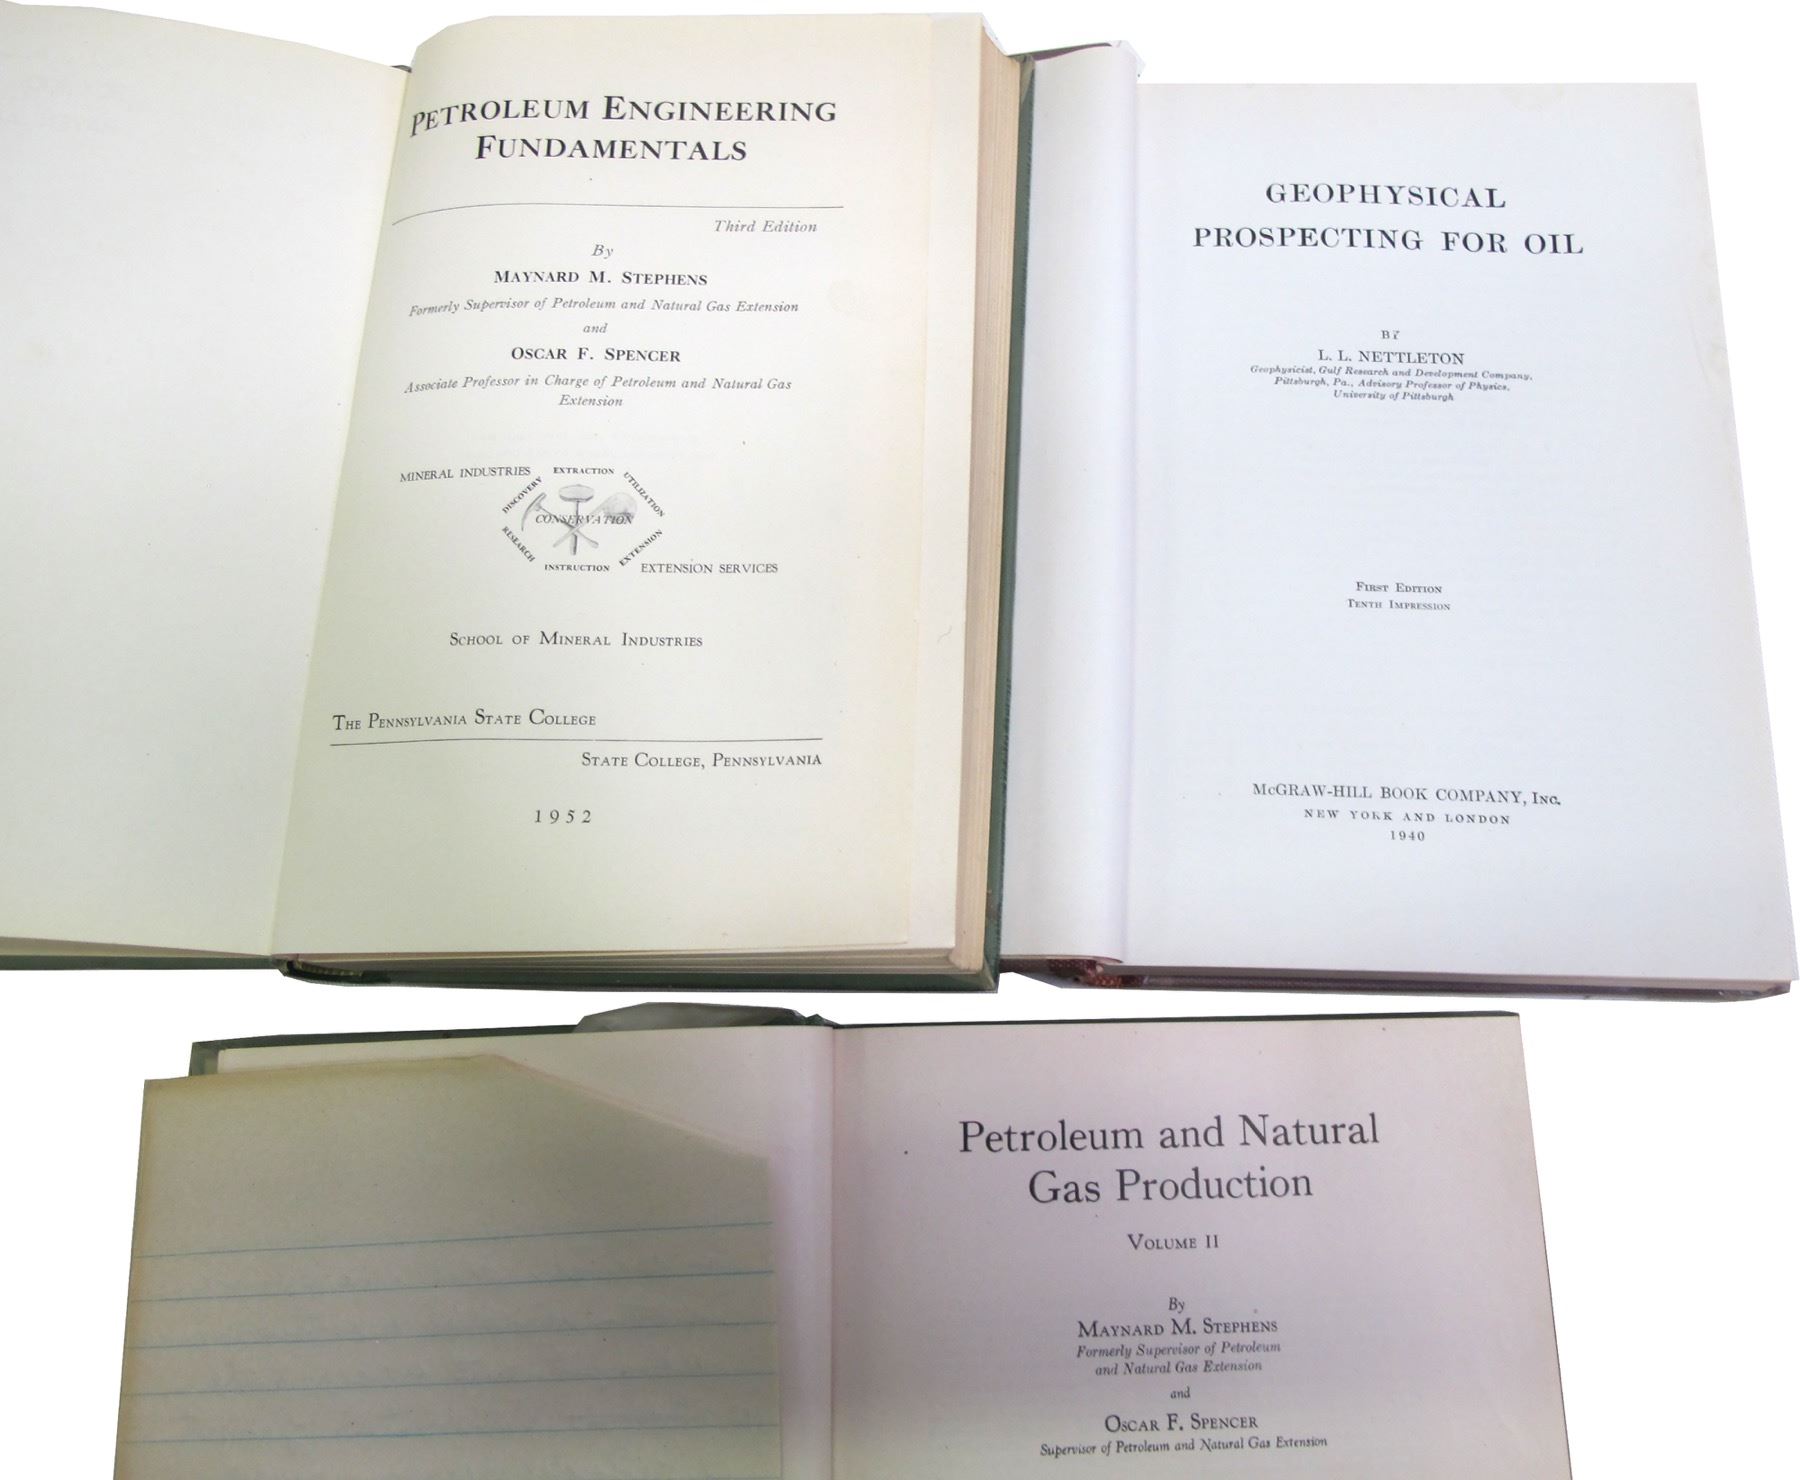 PETROLEUM ENGINEERING
FUNDAMENTALS
Third Edition
By
MAYNARD M. STEPHENS
Formerly Supervisor of Petroleum and Natural Gas Extension
and
OSCAR F. SPENCER
Associate Professor in Charge of Petroleum and Natural Gas
Extension
MINERAL INDUSTRIES
DISCOVERY
EXTRACTION
UTILIZATION
CONSERVATION
RESEARCH
INSTRUCTION
EXTENSION
EXTENSION SERVICES
SCHOOL OF MINERAL INDUSTRIES
THE PENNSYLVANIA STATE COLLEGE
STATE COLLEGE, PENNSYLVANIA
1952
GEOPHYSICAL
PROSPECTING FOR OIL
BY
L. L. NETTLETON
Geophysicist, Gulf Research and Development Company,
Pittsburgh, Pa., Advisory Professor of Physics,
University of Pittsburgh
FIRST EDITION
TENTH IMPRESSION
McGRAW-HILL BOOK COMPANY, INC.
NEW YORK AND LONDON
1940
Petroleum and Natural
Gas Production
VOLUME II
By
MAYNARD M. STEPHENS
Formerly Supervisor of Petroleum
and Natural Gas Extension
and
OSCAR F. SPENCER
Supervisor of Petroleum and Natural Gas Extension